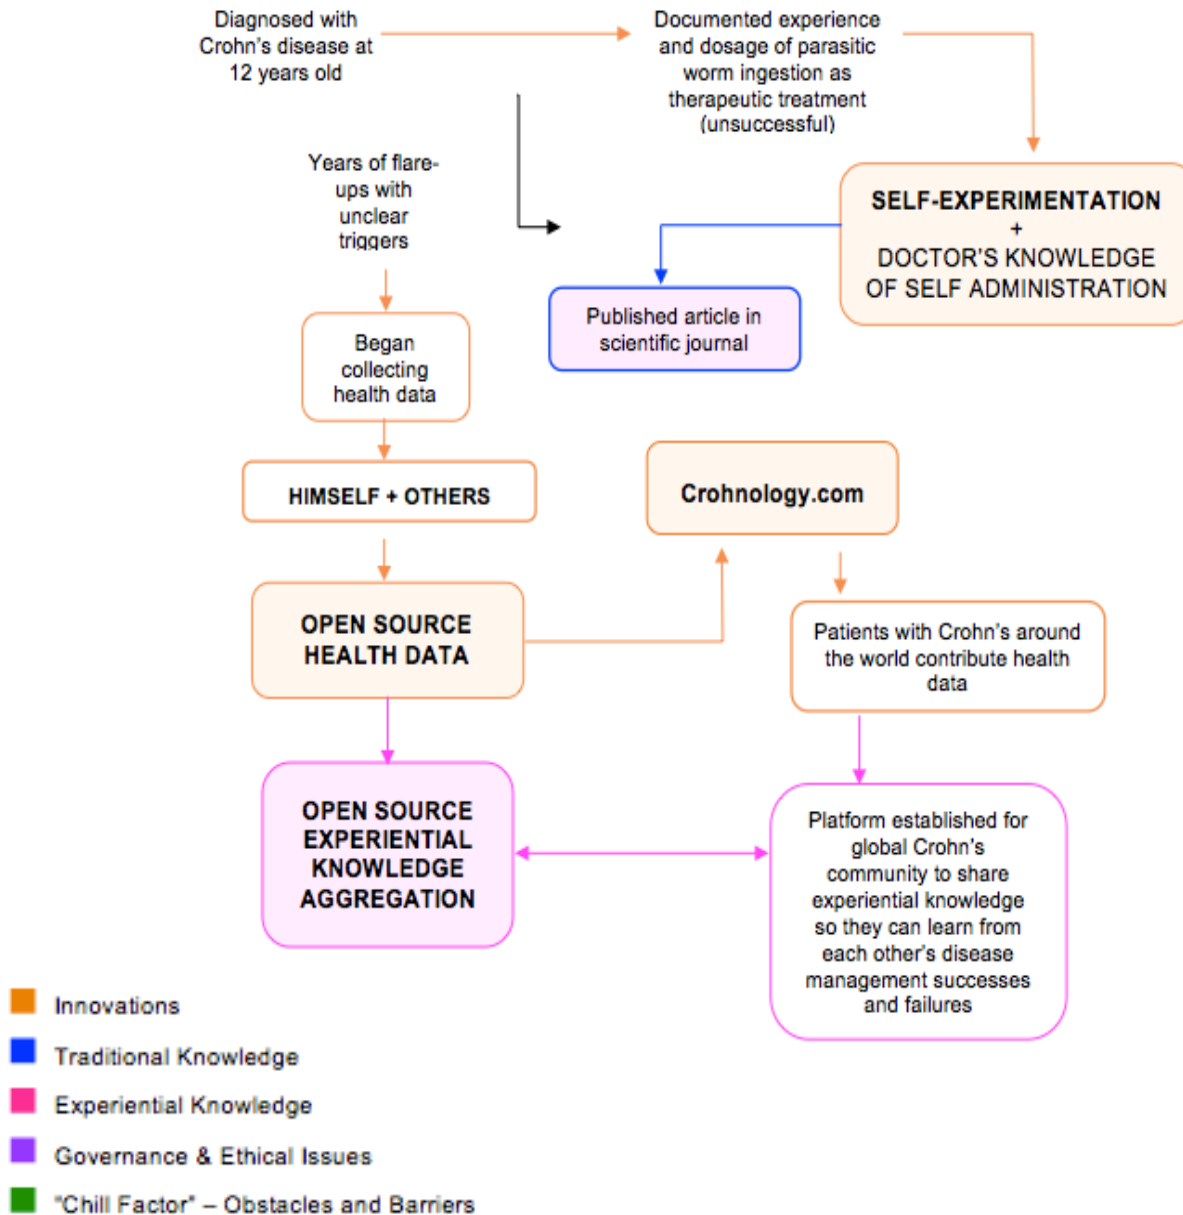 Diagnosed with
Crohn's disease at
12 years old
Documented experience
and dosage of parasitic
worm ingestion as
therapeutic treatment
(unsuccessful)
Years of flare-
ups with
unclear
triggers
SELF-EXPERIMENTATION
+
DOCTOR'S KNOWLEDGE
OF SELF ADMINISTRATION
Published article in
scientific journal
Began
collecting
health data
HIMSELF + OTHERS
Crohnology.com
OPEN SOURCE
HEALTH DATA
Patients with Crohn's around
the world contribute health
data
OPEN SOURCE
EXPERIENTIAL
KNOWLEDGE
AGGREGATION
Platform established for
global Crohn's
community to share
experiential knowledge
so they can learn from
each other's disease
management successes
and failures
Innovations
Traditional Knowledge
Experiential Knowledge
Governance & Ethical Issues
"Chill Factor" – Obstacles and Barriers